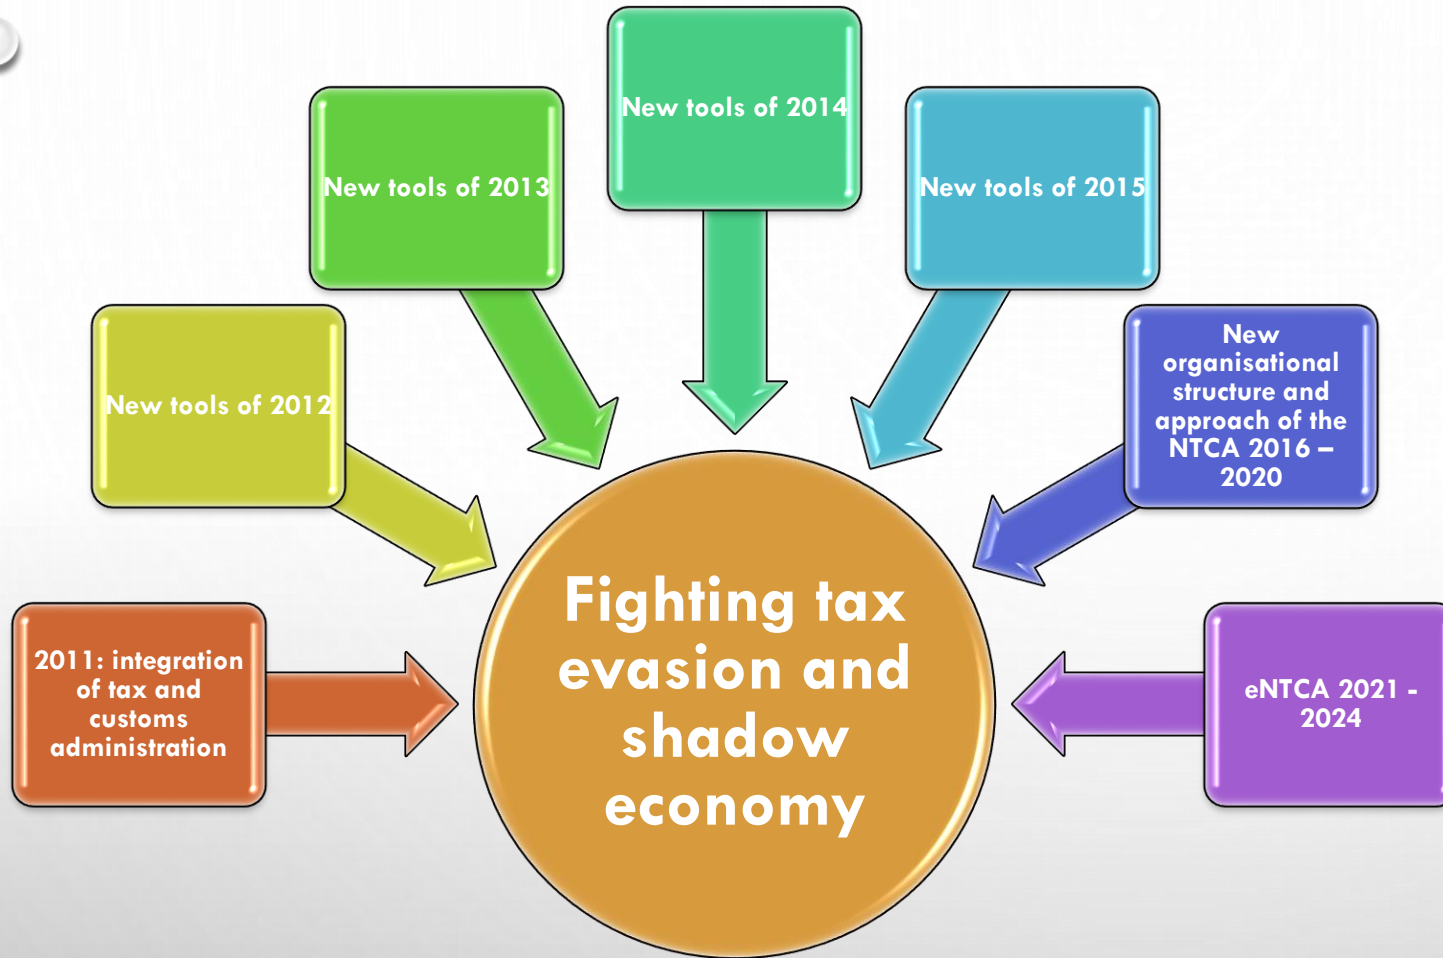 New tools of 2014
New tools of 2013
New tools of 2015
New
organisational
structure and
approach of the
NTCA 2016 –
2020
New tools of 2012
Fighting tax
evasion and
shadow
economy
2011: integration
of tax and
customs
administration
eNTCA 2021 -
2024